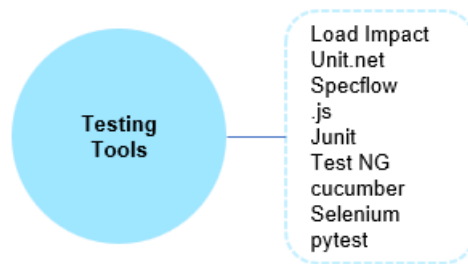 Testing
Tools
Load Impact
Unit.net
Specflow
.js
Junit
Test NG
cucumber
Selenium
pytest